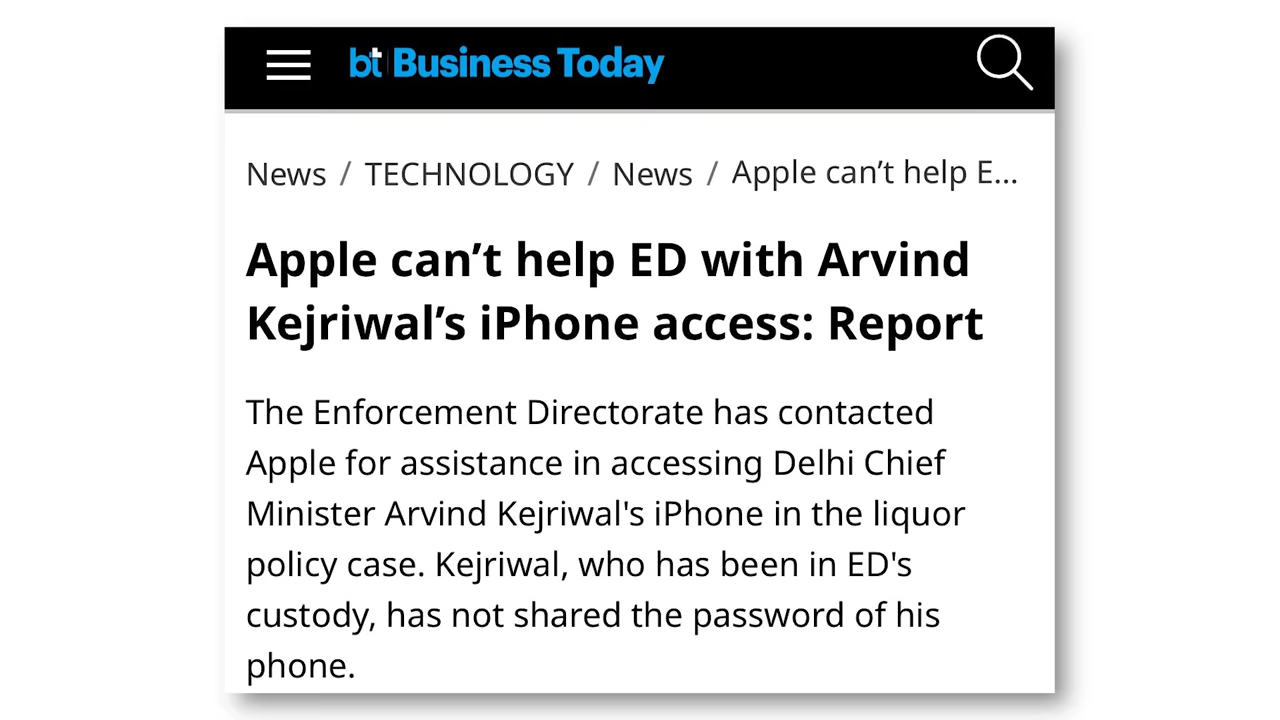 bt Business Today
News / TECHNOLOGY / News / Apple can’t help E...
Apple can’t help ED with Arvind
Kejriwal’s iPhone access: Report
The Enforcement Directorate has contacted
Apple for assistance in accessing Delhi Chief
Minister Arvind Kejriwal's iPhone in the liquor
policy case. Kejriwal, who has been in ED's
custody, has not shared the password of his
phone.